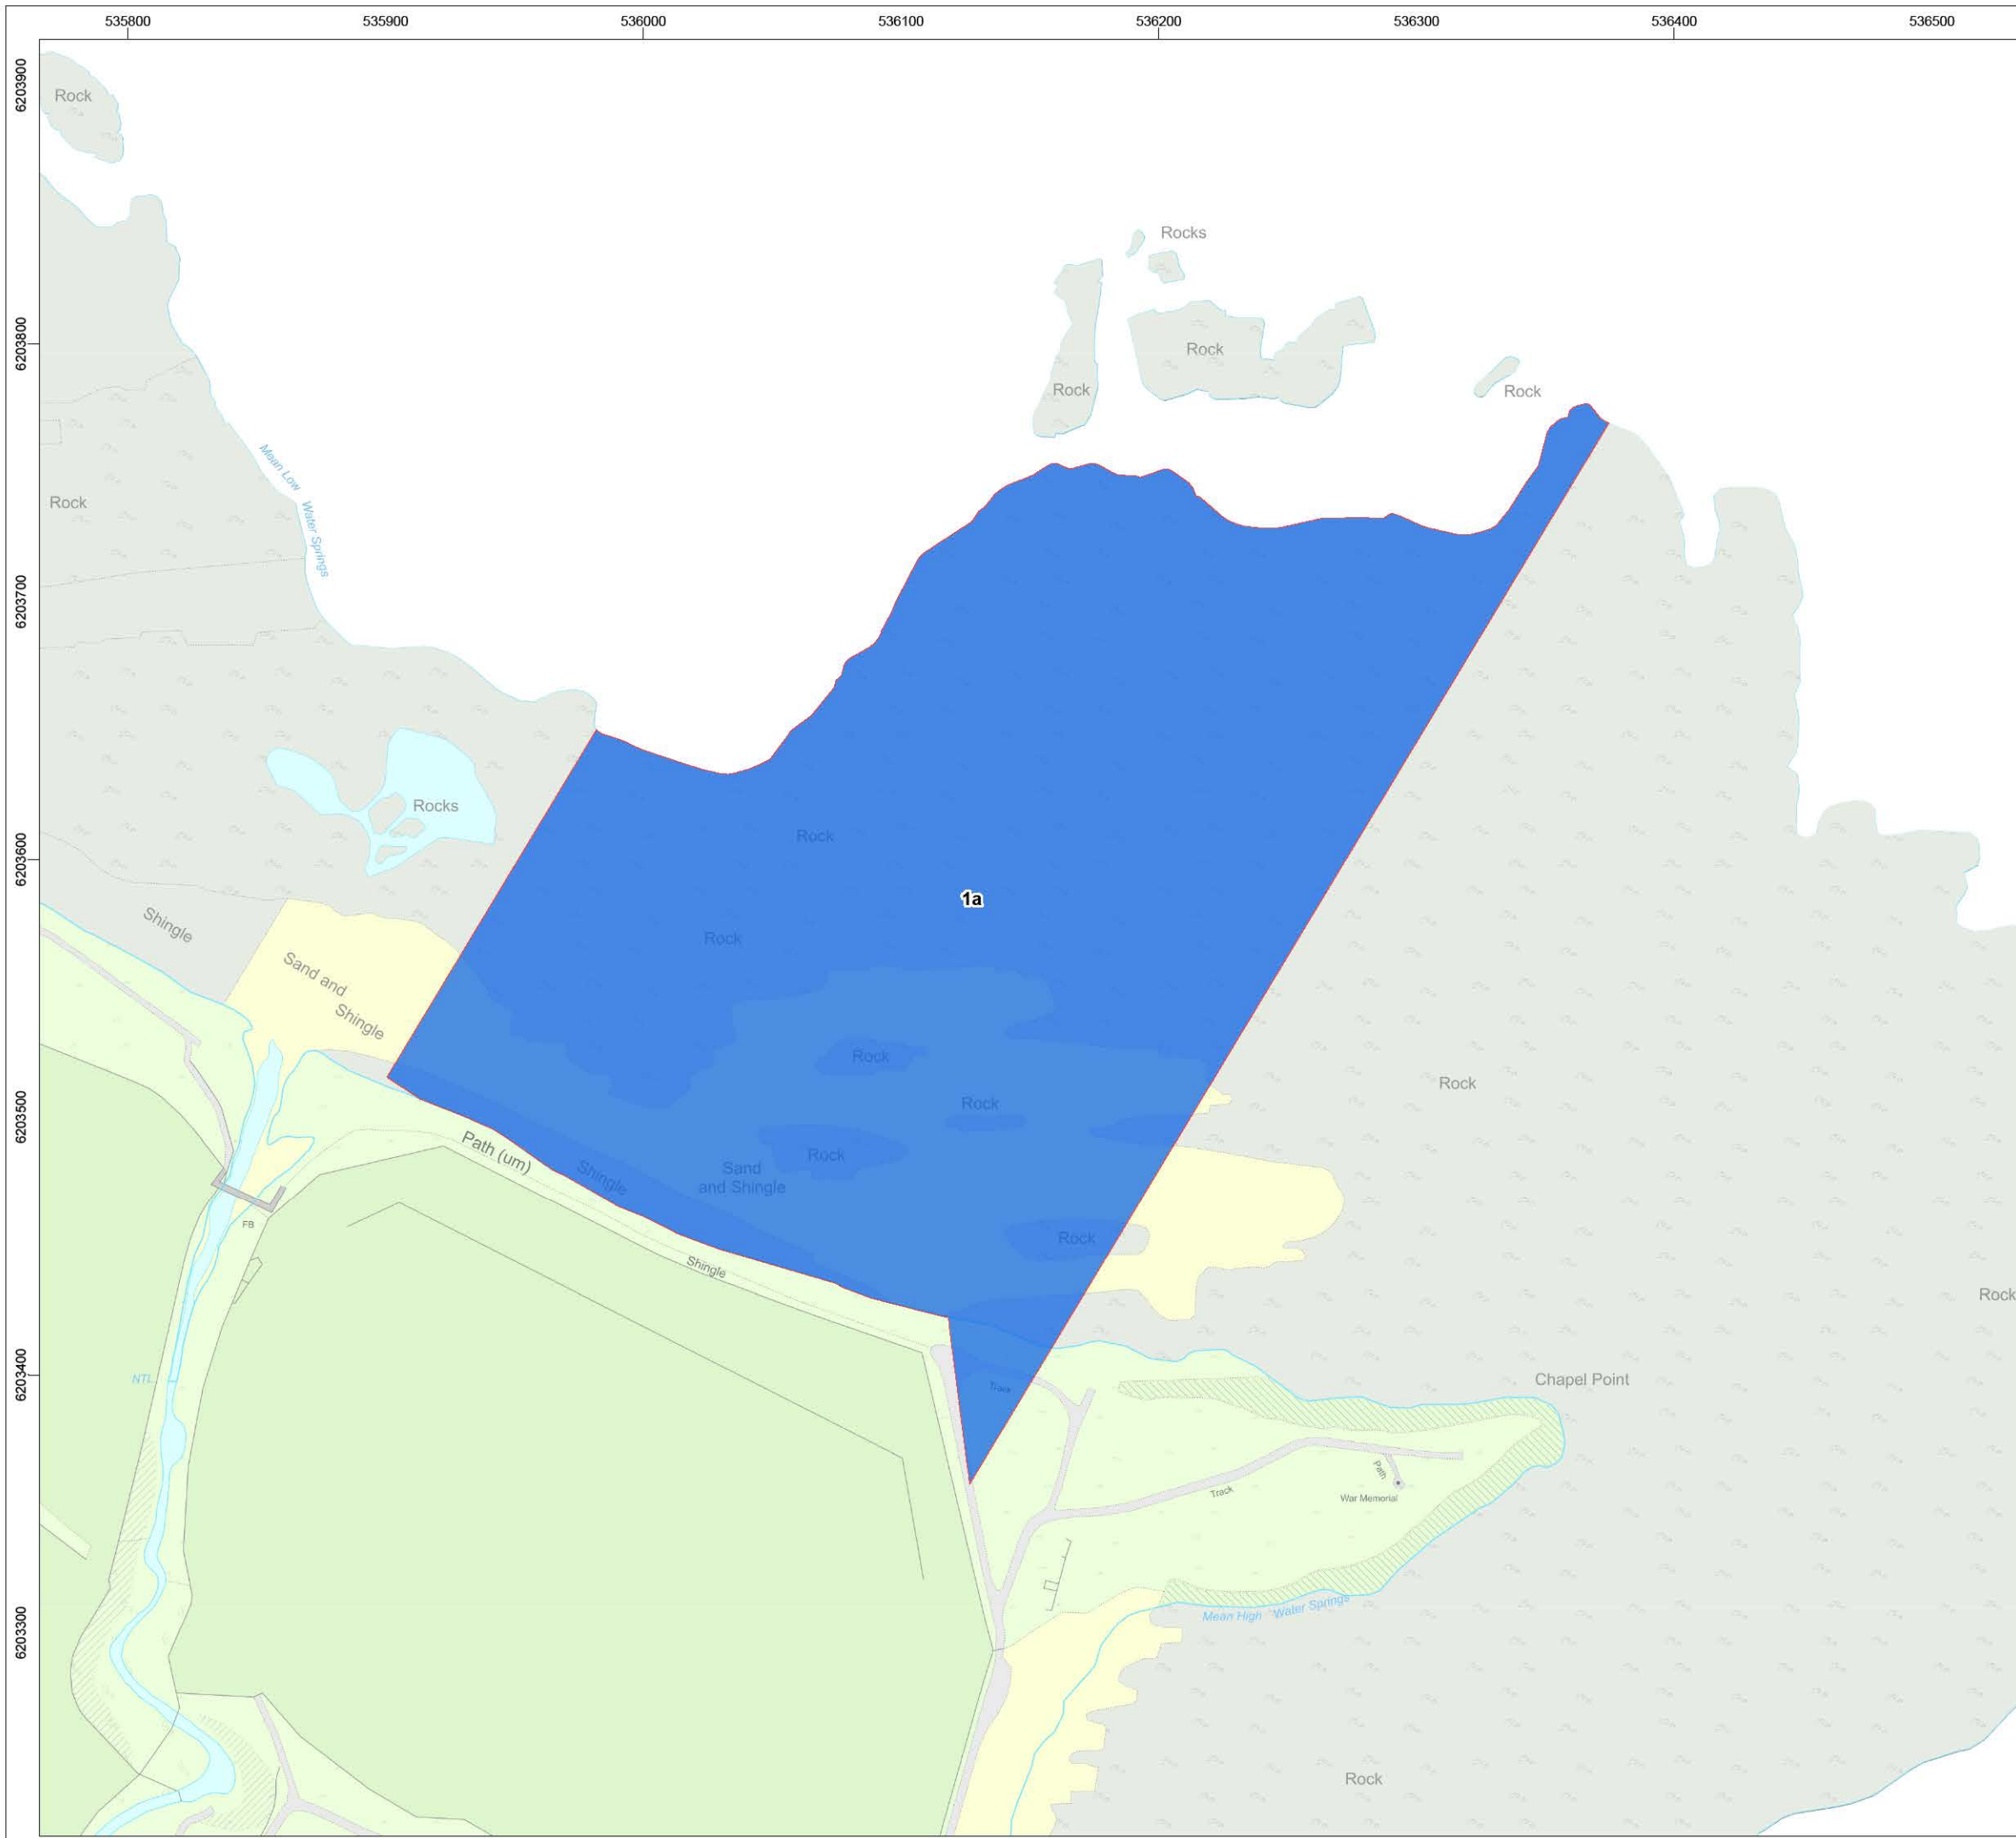 535800 535900 536000 536100 536200 536300 536400 536500
6203900
Rock
Rocks
6203800
Rock
Rock
Rock
Mean Low Water Springs
Rock
6203700
Rocks
Rock
6203600
1a
Shingle
Rock
Sand and
Shingle
Rock
Rock
Rock
6203500
Path (um)
Rock
Shingle
Sand
and Shingle
FB
Rock
Shingle
Rock
NTL
6203400
Track
Chapel Point
Path
Track
War Memorial
Mean High Water Springs
6203300
Rock